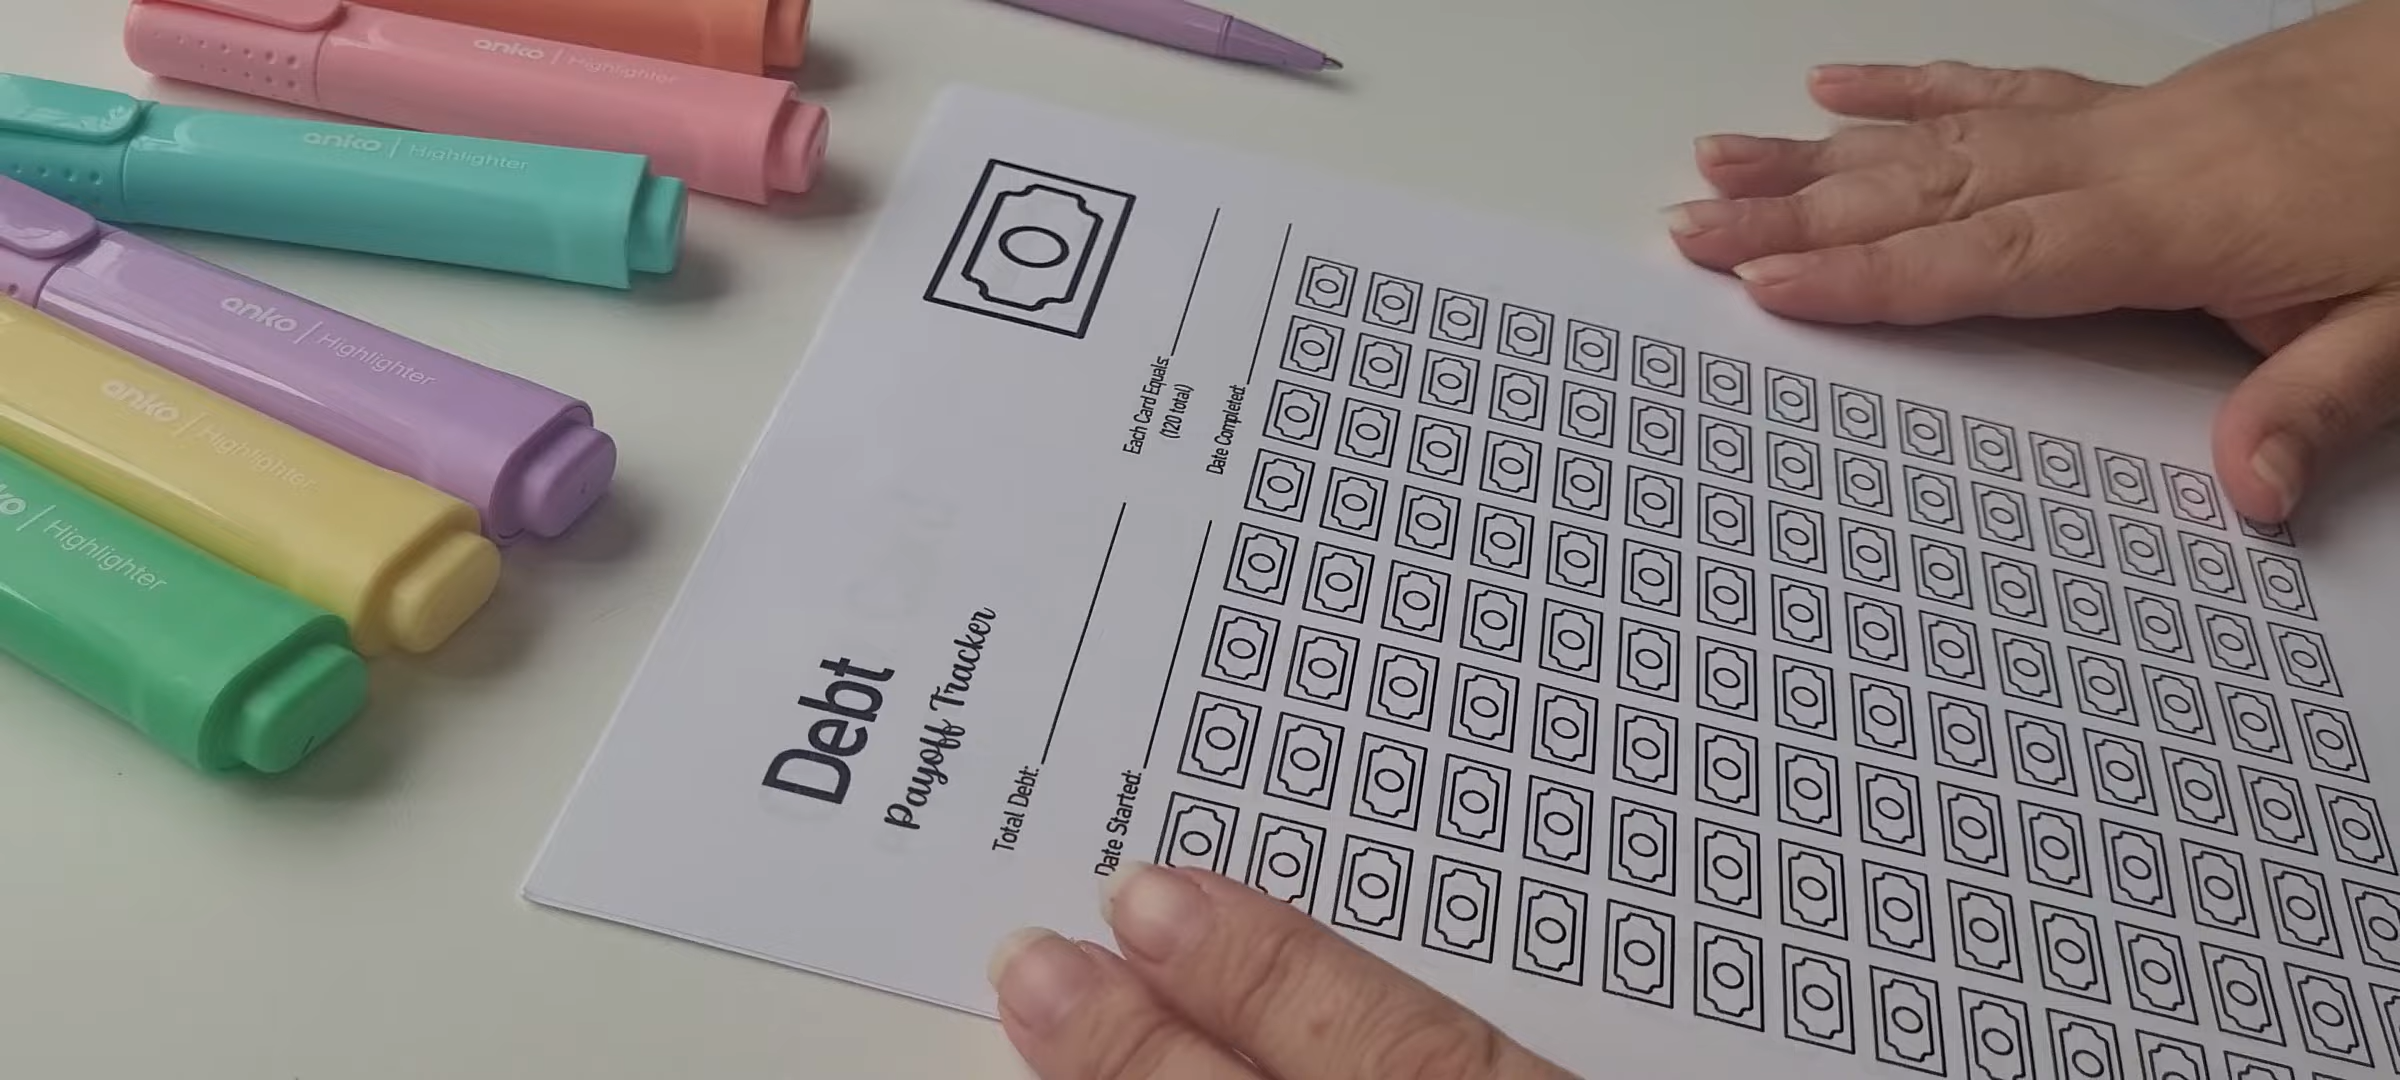 anko | Highlighter
anko | Highlighter
anko | Highlighter
anko | Highlighter
ko | Highlighter
Debt
Payoff Tracker
Total Debt:
Each Card Equals:
(120 total)
Date Started:
Date Completed: